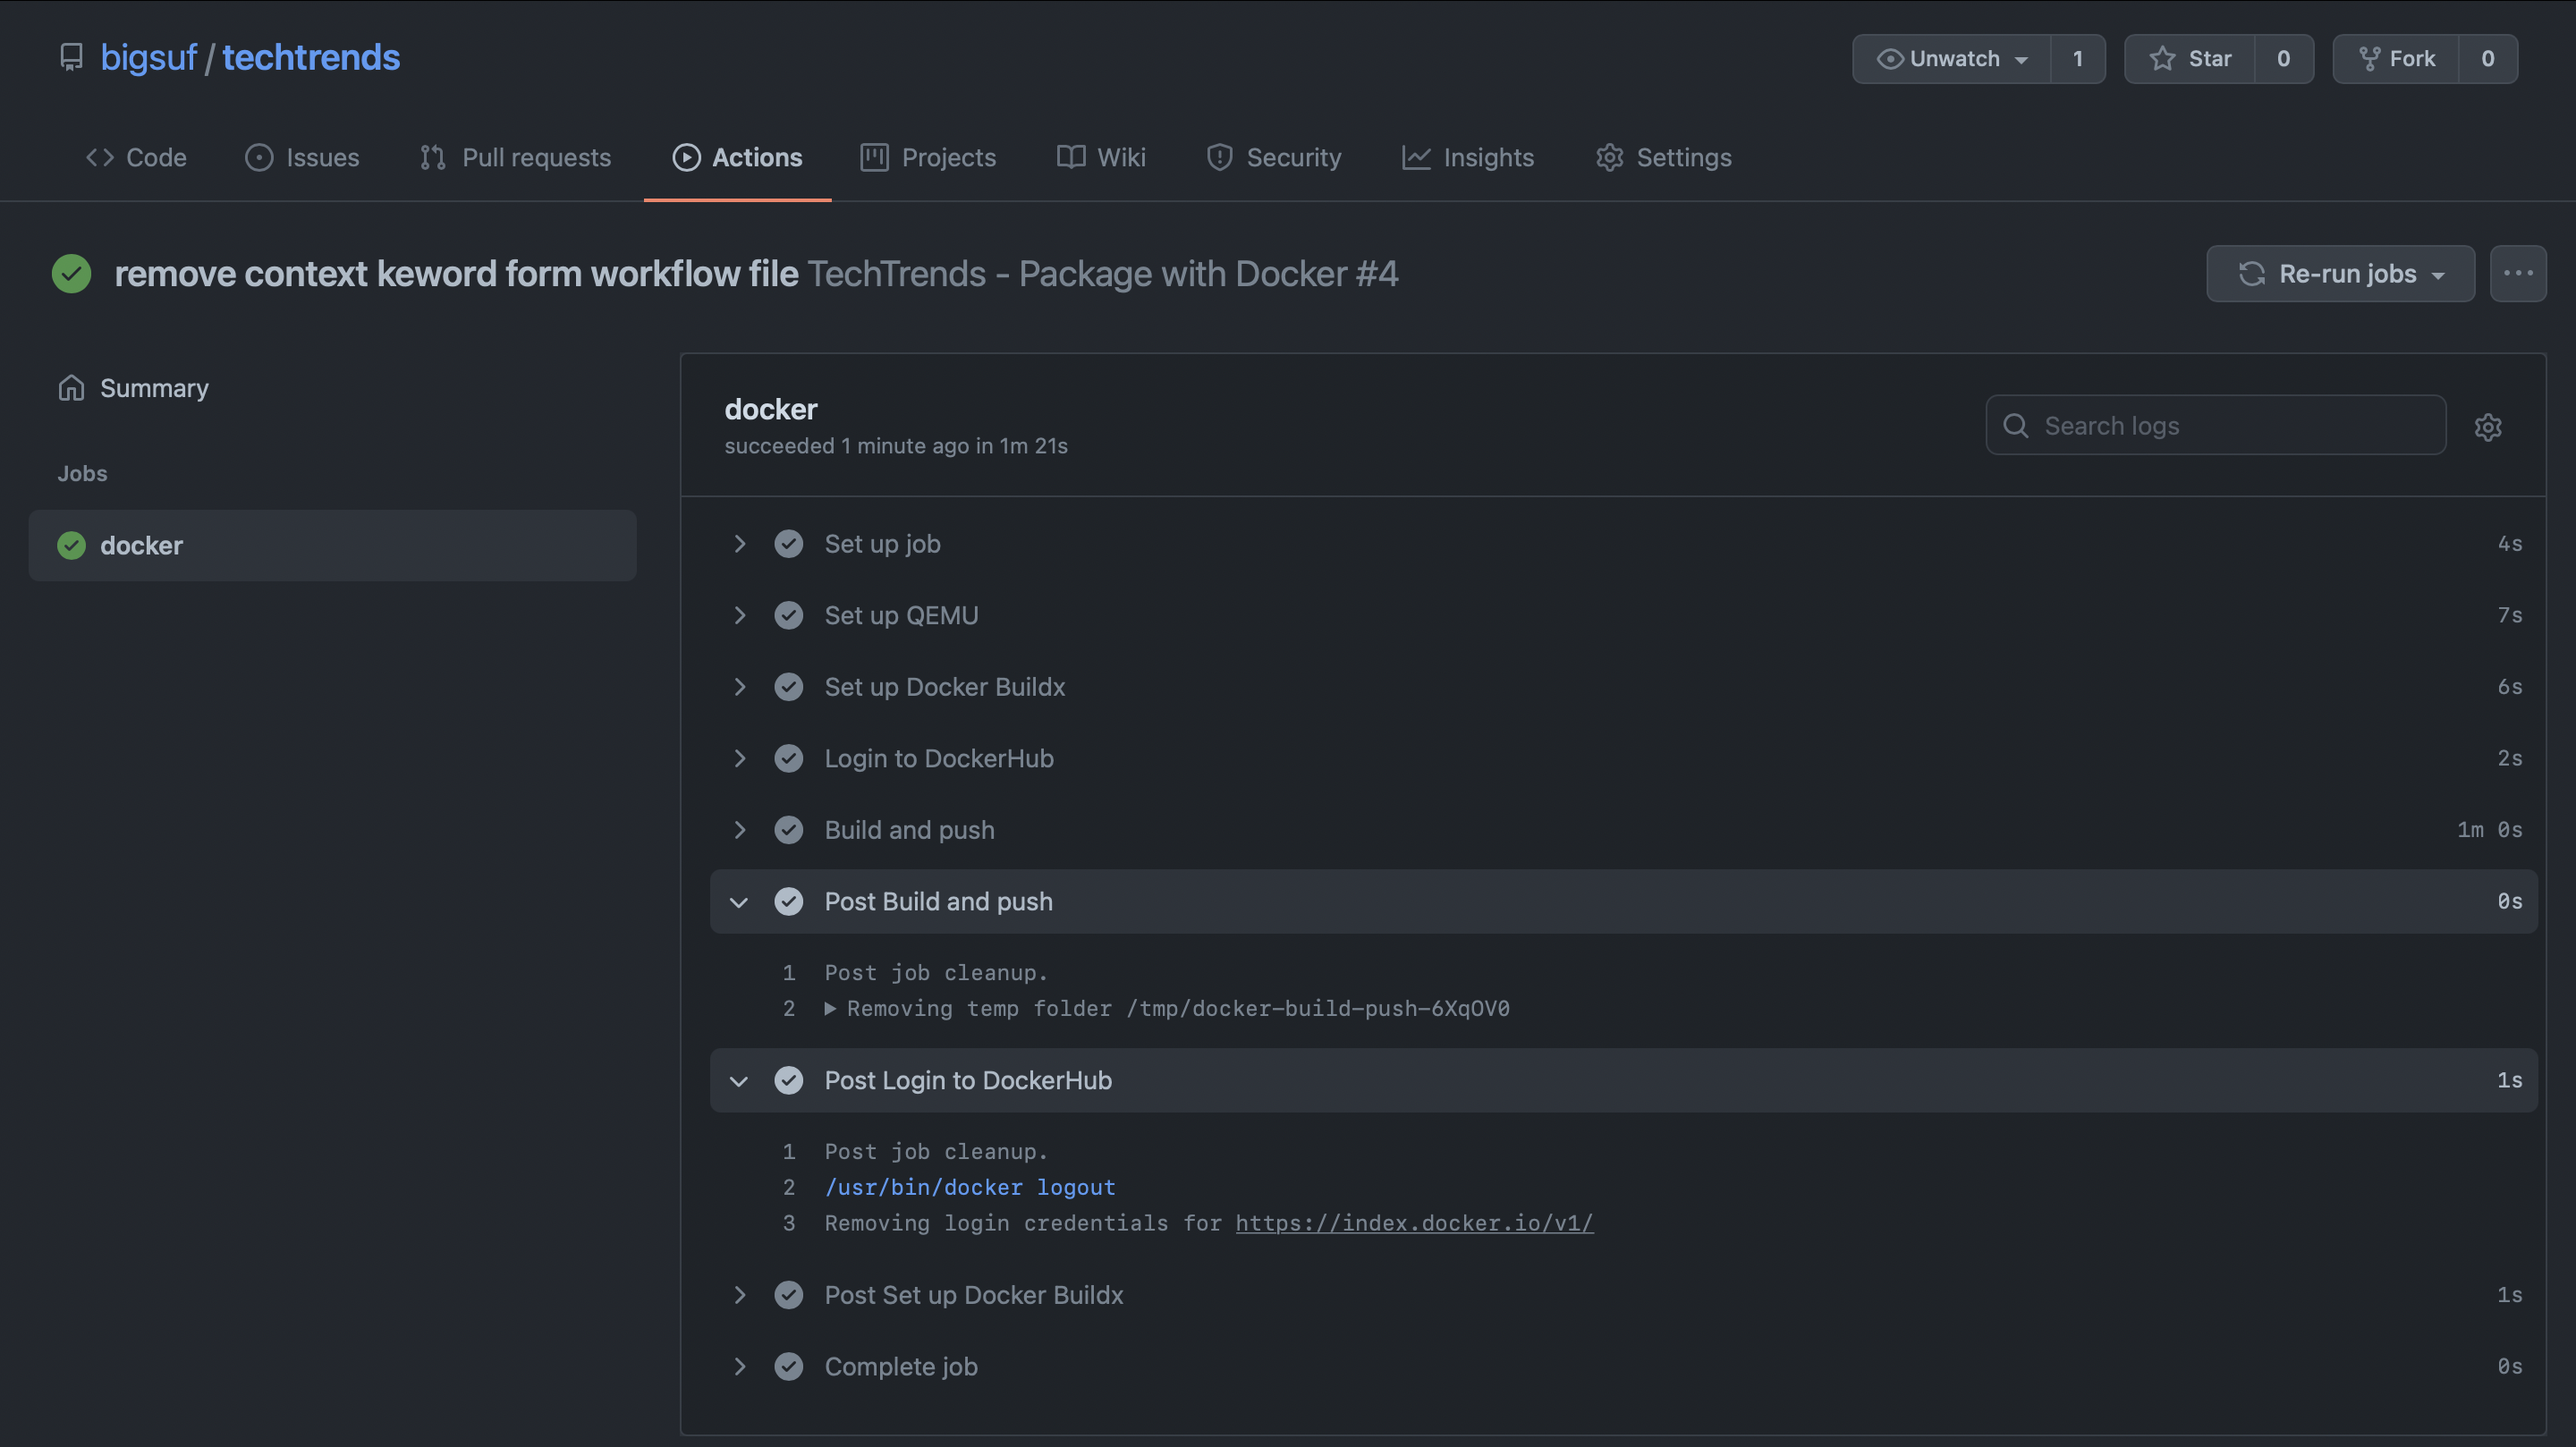 bigsuf / techtrends
Unwatch 1 Star 0 Fork 0
Code Issues Pull requests Actions Projects Wiki Security Insights Settings
remove context keword form workflow file TechTrends - Package with Docker #4
Re-run jobs ...
Summary
Jobs
docker
docker
succeeded 1 minute ago in 1m 21s
Search logs
Set up job 4s
Set up QEMU 7s
Set up Docker Buildx 6s
Login to DockerHub 2s
Build and push 1m 0s
Post Build and push 0s
1 Post job cleanup.
2 Removing temp folder /tmp/docker-build-push-6XqOV0
Post Login to DockerHub 1s
1 Post job cleanup.
2 /usr/bin/docker logout
3 Removing login credentials for https://index.docker.io/v1/
Post Set up Docker Buildx 1s
Complete job 0s